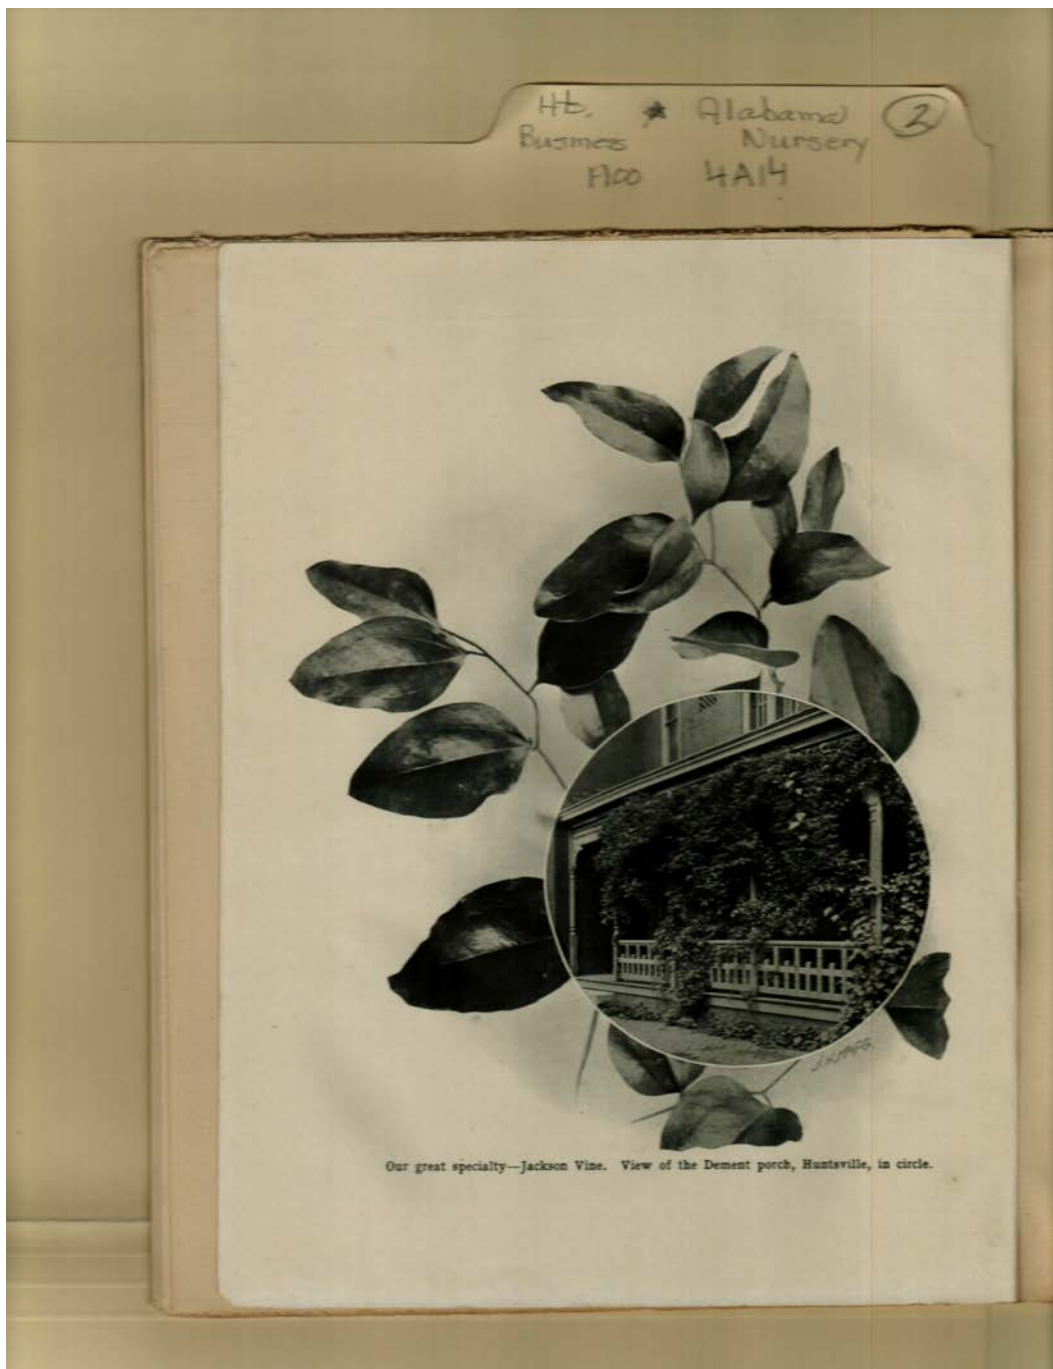 Hb. * Alabama 2
Business Nursery
F100 4A14
Our great specialty—Jackson Vine. View of the Dement porch, Huntsville, in circle.